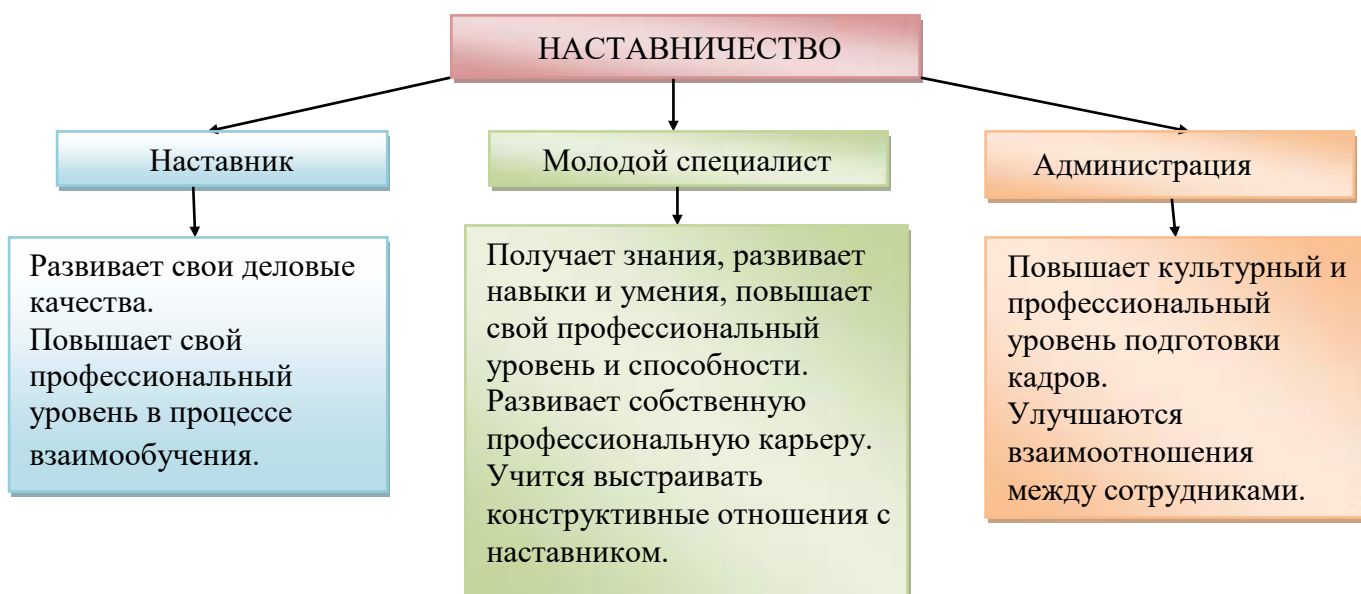 НАСТАВНИЧЕСТВО
Наставник
Молодой специалист
Администрация
Развивает свои деловые
качества.
Повышает свой
профессиональный
уровень в процессе
взаимообучения.
Получает знания, развивает
навыки и умения, повышает
свой профессиональный
уровень и способности.
Развивает собственную
профессиональную карьеру.
Учится выстраивать
конструктивные отношения с
наставником.
Повышает культурный и
профессиональный
уровень подготовки
кадров.
Улучшаются
взаимоотношения
между сотрудниками.